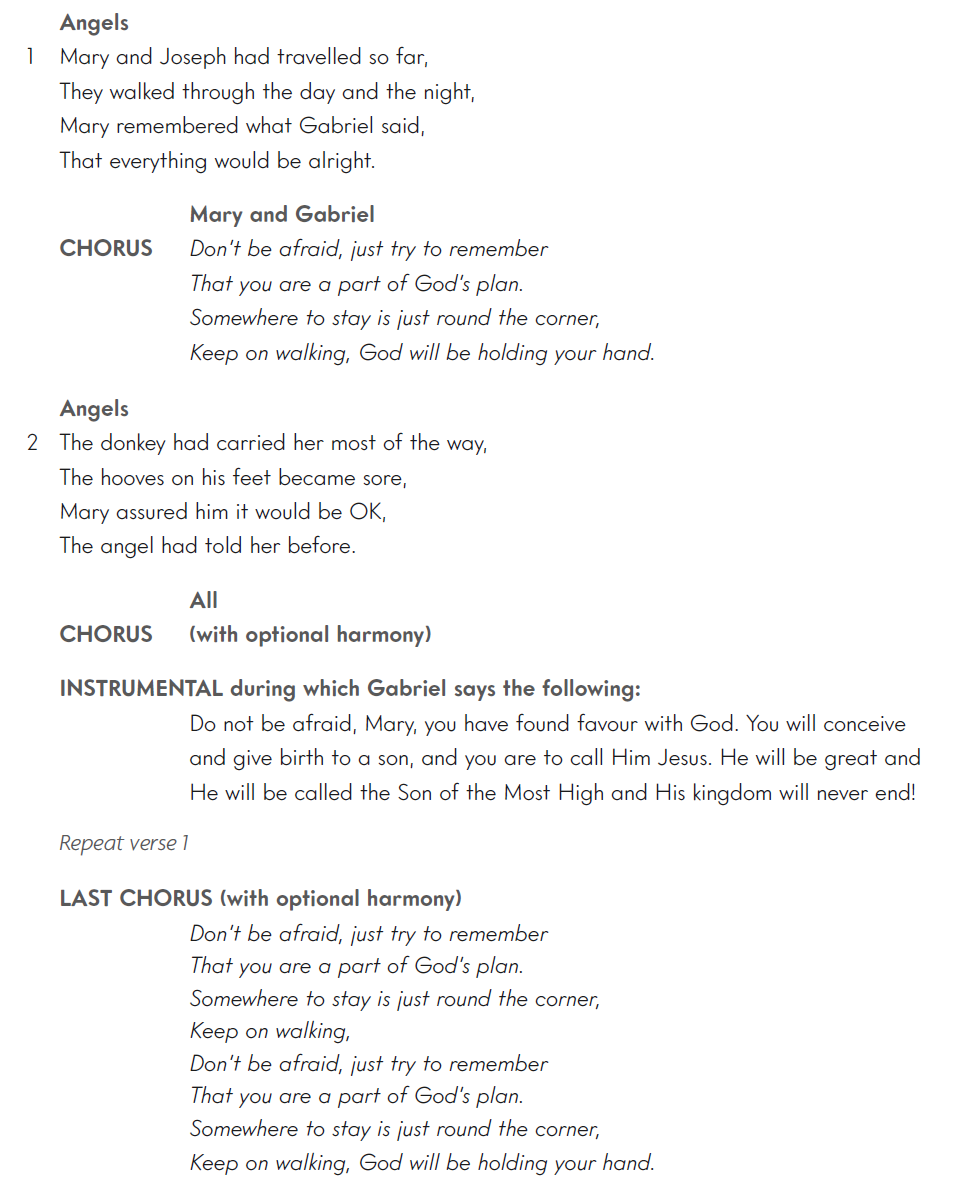 Angels
1 Mary and Joseph had travelled so far,
They walked through the day and the night,
Mary remembered what Gabriel said,
That everything would be alright.
Mary and Gabriel
CHORUS Don't be afraid, just try to remember
That you are a part of God's plan.
Somewhere to stay is just round the corner,
Keep on walking, God will be holding your hand.
Angels
2 The donkey had carried her most of the way,
The hooves on his feet became sore,
Mary assured him it would be OK,
The angel had told her before.
All
CHORUS (with optional harmony)
INSTRUMENTAL during which Gabriel says the following:
Do not be afraid, Mary, you have found favour with God. You will conceive
and give birth to a son, and you are to call Him Jesus. He will be great and
He will be called the Son of the Most High and His kingdom will never end!
Repeat verse 1
LAST CHORUS (with optional harmony)
Don't be afraid, just try to remember
That you are a part of God's plan.
Somewhere to stay is just round the corner,
Keep on walking,
Don't be afraid, just try to remember
That you are a part of God's plan.
Somewhere to stay is just round the corner,
Keep on walking, God will be holding your hand.